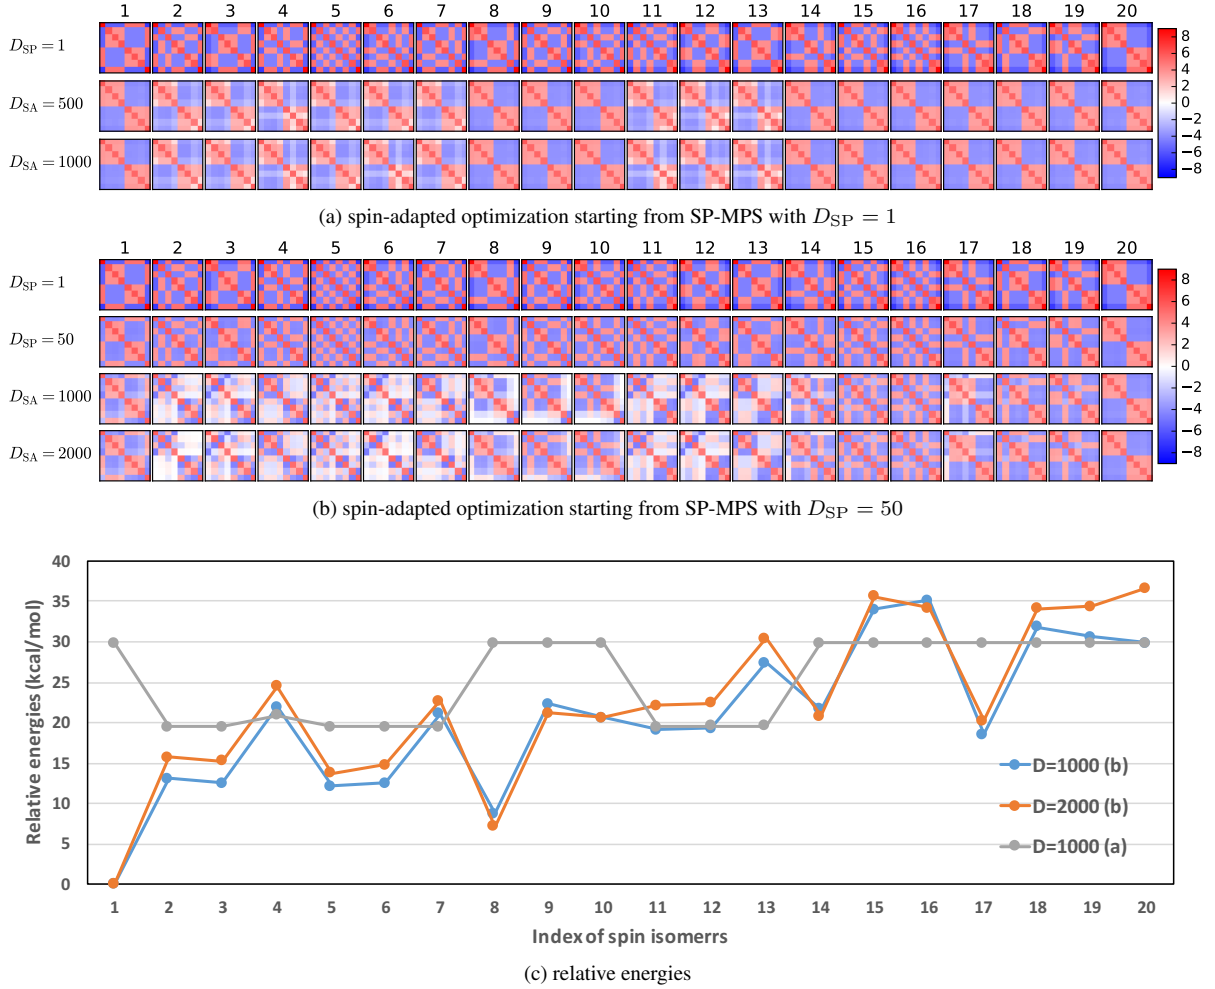 1 2 3 4 5 6 7 8 9 10 11 12 13 14 15 16 17 18 19 20
D_SP = 1
D_SA = 500
D_SA = 1000
8
6
4
2
0
−2
−4
−6
−8
(a) spin-adapted optimization starting from SP-MPS with D_SP = 1
1 2 3 4 5 6 7 8 9 10 11 12 13 14 15 16 17 18 19 20
D_SP = 1
D_SP = 50
D_SA = 1000
D_SA = 2000
8
6
4
2
0
−2
−4
−6
−8
(b) spin-adapted optimization starting from SP-MPS with D_SP = 50
Relative energies (kcal/mol)
40
35
30
25
20
15
10
5
0
D=1000 (b)
D=2000 (b)
D=1000 (a)
1 2 3 4 5 6 7 8 9 10 11 12 13 14 15 16 17 18 19 20
Index of spin isomerrs
(c) relative energies